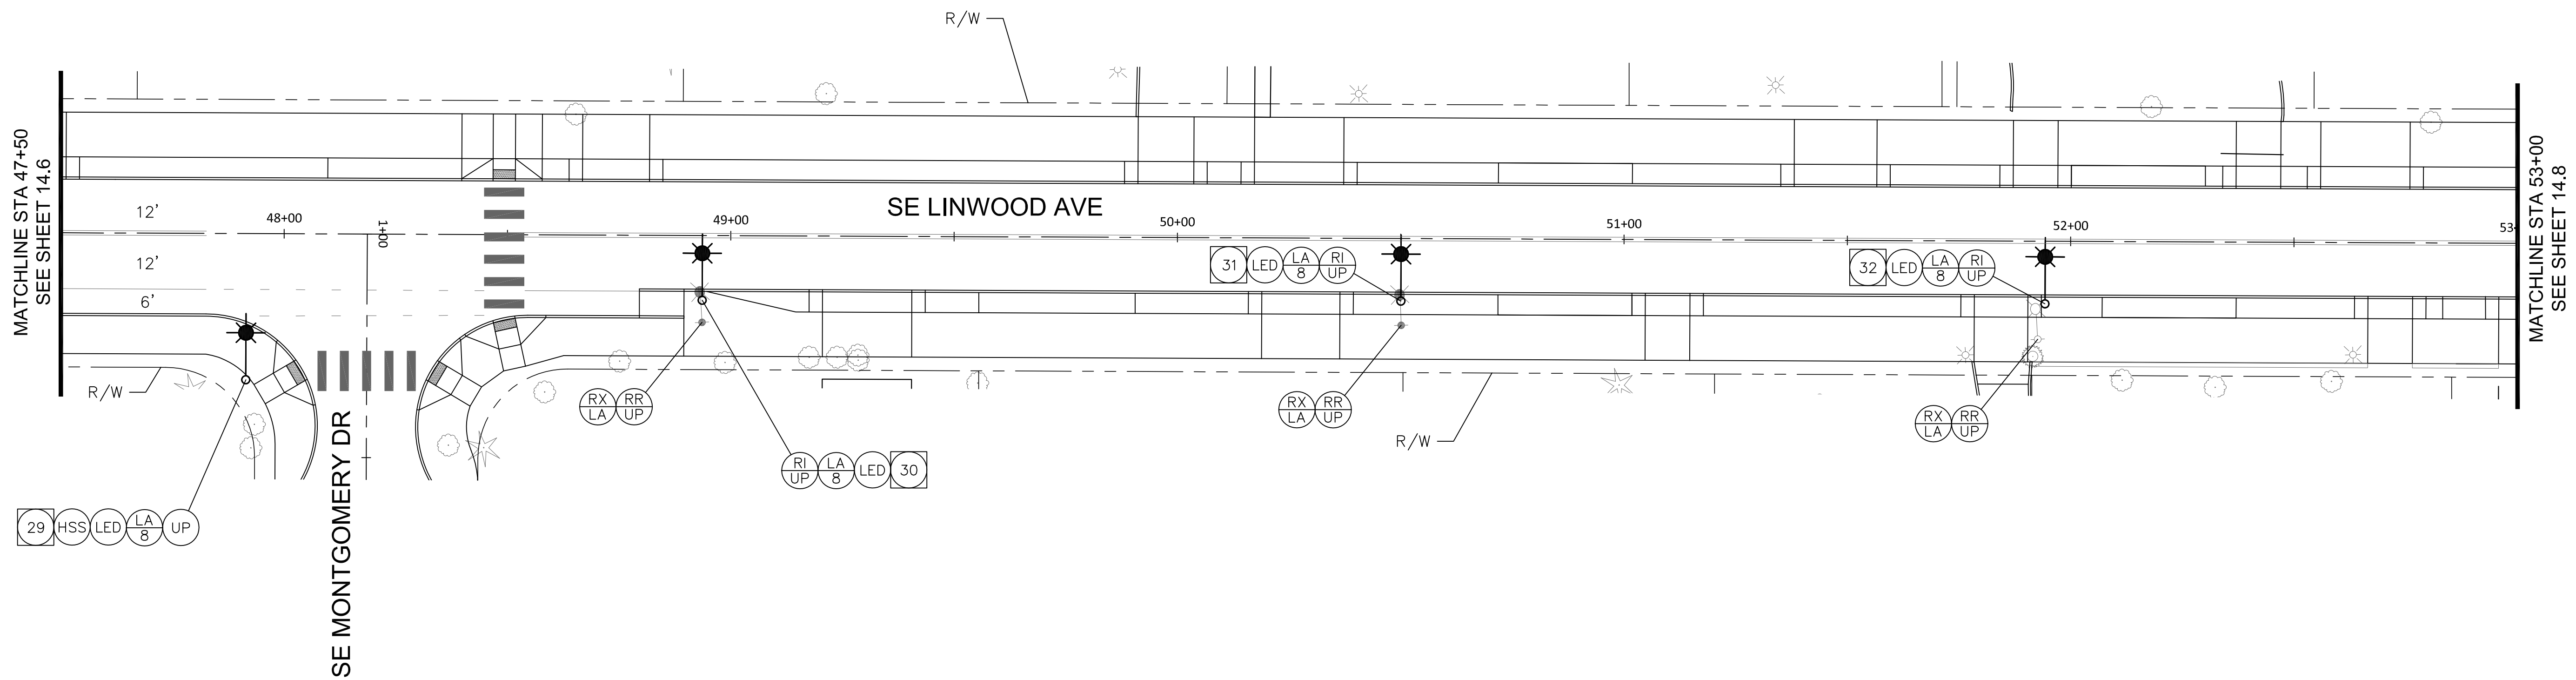 R/W
MATCHLINE STA 47+50
SEE SHEET 14.6
12'
48+00
1+00
49+00
SE LINWOOD AVE
50+00
51+00
52+00
53+
MATCHLINE STA 53+00
SEE SHEET 14.8
12'
6'
31 LED LA 8 RI UP
32 LED LA 8 RI UP
R/W
RX LA RR UP
RX LA RR UP
RX LA RR UP
R/W
RI UP LA 8 LED 30
29 HSS LED LA 8 UP
SE MONTGOMERY DR